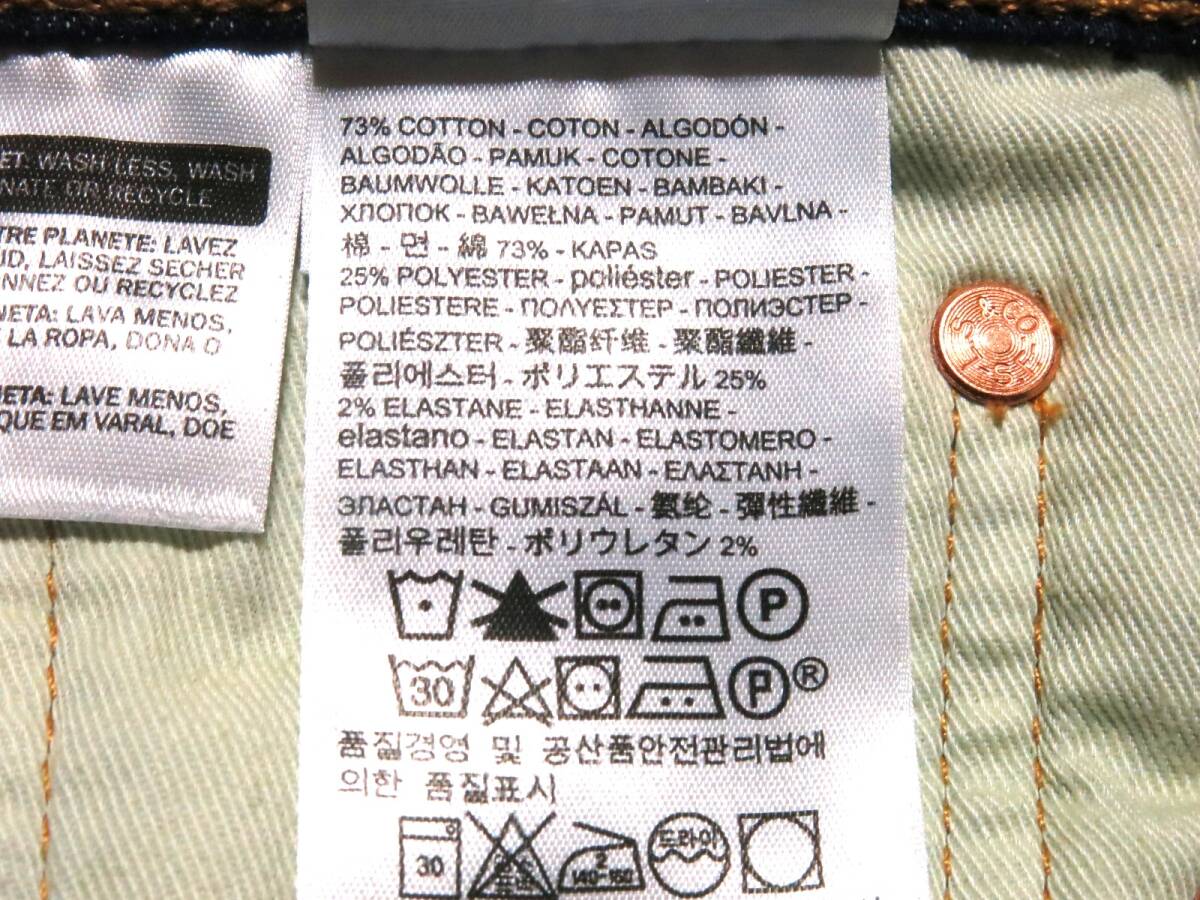 ET: WASH LESS, WASH
NATE OR RECYCLE
TRE PLANETE: LAVEZ
UD, LAISSEZ SECHER
NNEZ OU RECYCLEZ
NETA: LAVA MENOS,
E LA ROPA, DONA O
NETA: LAVE MENOS,
QUE EM VARAL, DOE
73% COTTON - COTON - ALGODÓN -
ALGODÃO - PAMUK - COTONE -
BAUMWOLLE - KATOEN - BAMBAKI -
ХЛОПОК - BAWEŁNA - PAMUT - BAVLNA -
棉 - 면 - 綿 73% - KAPAS
25% POLYESTER - poliéster - POLIESTER -
POLIESTERE - ΠΟΛΥΕΣΤΕΡ - ПОЛИЭСТЕР -
POLIÉSZTER - 聚酯纤维 - 聚酯纖維 -
폴리에스터 - ポリエステル 25%
2% ELASTANE - ELASTHANNE -
elastano - ELASTAN - ELASTOMERO -
ELASTHAN - ELASTAAN - ΕΛΑΣΤΑΝΗ -
ЭЛАСТАН - GUMISZÁL - 氨纶 - 彈性纖維 -
폴리우레탄 - ポリウレタン 2%
P
30 P®
품질경영 및 공산품안전관리법에
의한 품질표시
30 2 140-160 드라이
L.S. & CO. S.F.